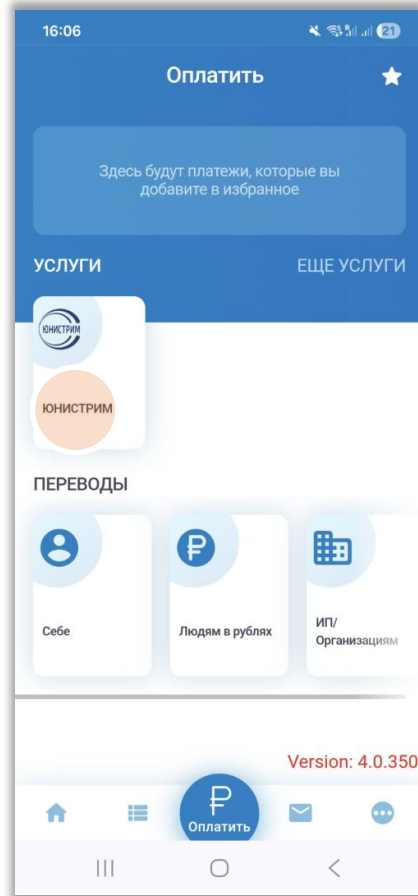 16:06
21
Оплатить
Здесь будут платежи, которые вы
добавите в избранное
УСЛУГИ
ЕЩЕ УСЛУГИ
ЮНИСТРИМ
ЮНИСТРИМ
ПЕРЕВОДЫ
Себе
Людям в рублях
ИП/
Организациям
Version: 4.0.350
Оплатить